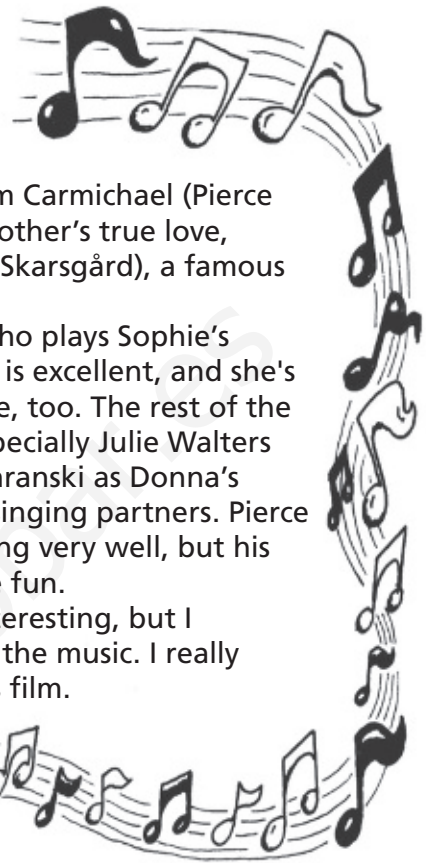 m Carmichael (Pierce
other's true love,
Skarsgård), a famous
ho plays Sophie's
is excellent, and she's
e, too. The rest of the
pecially Julie Walters
aranski as Donna's
inging partners. Pierce
ng very well, but his
e fun.
teresting, but I
the music. I really
s film.